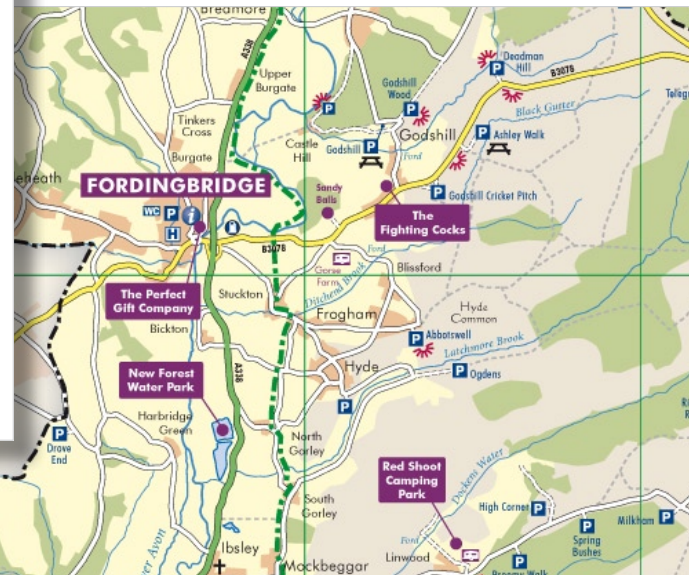 Breamore
A338
Upper
Burgate
Deadman
Hill
P
P
B3078
Godshill
Wood
P
Black Gutter
Tinkers
Cross
Castle
Hill
Godshill
P
Godshill
P
Ashley Walk
Burgate
Ford
FORDINGBRIDGE
Sandy
Balls
P
Godshill Cricket Pitch
WC
P
i
H
The
Fighting Cocks
B3078
Ford
Gorse
Farm
Blissford
The Perfect
Gift Company
Stuckton
Ditchend Brook
Frogham
Hyde
Common
Bickton
P
Abbotswell
Latchmore Brook
New Forest
Water Park
A338
Hyde
P
Ogdens
P
Harbridge
Green
P
Drove
End
North
Gorley
Red Shoot
Camping
Park
Dockens Water
South
Gorley
High Corner
P
Milkham
P
P
Spring
Bushes
Ford
Ibsley
Linwood
P
Mockbeggar
Avon